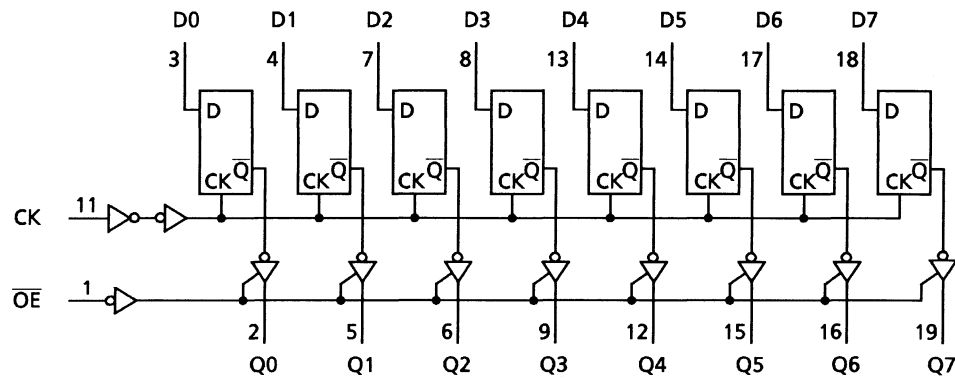 D0 D1 D2 D3 D4 D5 D6 D7
3 4 7 8 13 14 17 18
D D D D D D D D
Q̅ Q̅ Q̅ Q̅ Q̅ Q̅ Q̅ Q̅
CK CK CK CK CK CK CK CK
CK 11
O̅E̅ 1
2 5 6 9 12 15 16 19
Q0 Q1 Q2 Q3 Q4 Q5 Q6 Q7